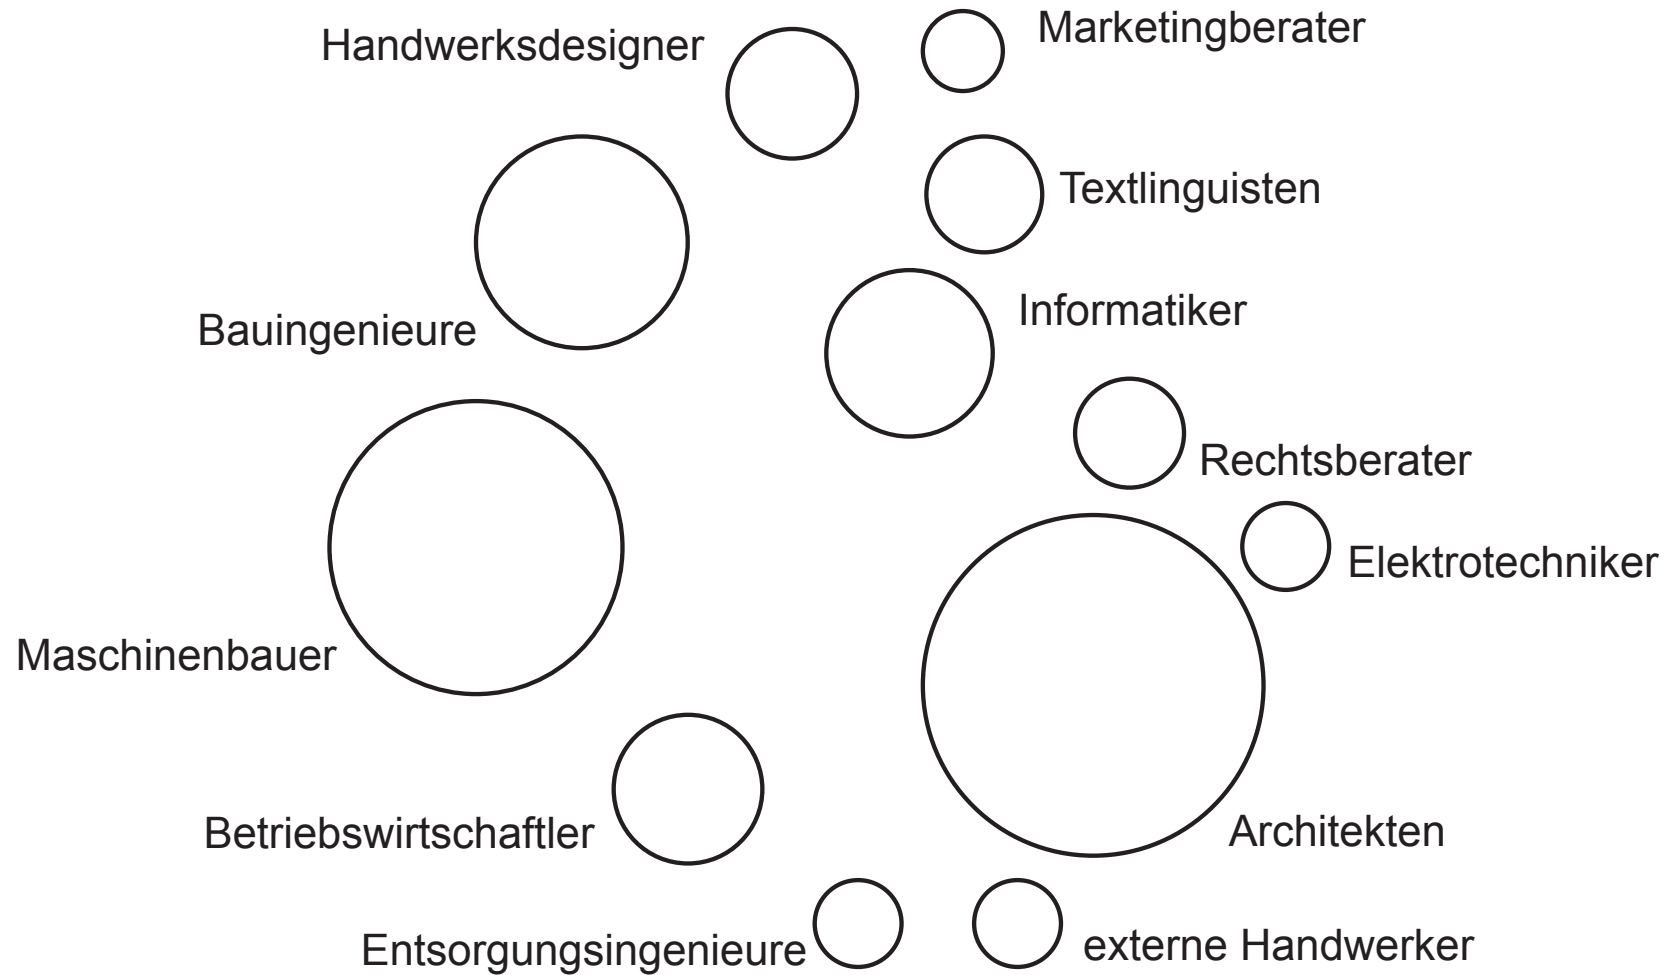 Handwerksdesigner
Marketingberater
Textlinguisten
Bauingenieure
Informatiker
Rechtsberater
Elektrotechniker
Maschinenbauer
Betriebswirtschaftler
Architekten
Entsorgungsingenieure
externe Handwerker